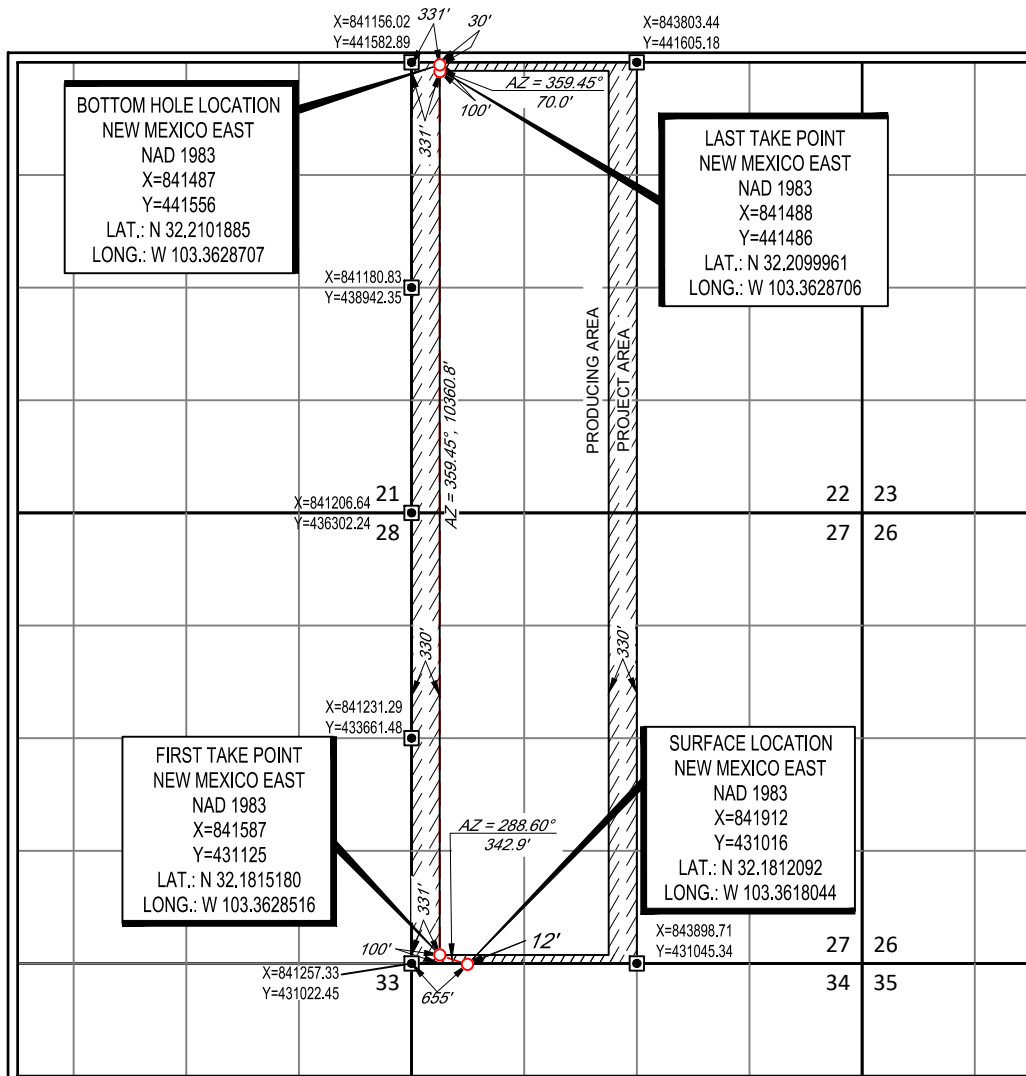 X=841156.02
Y=441582.89
331'
30'
X=843803.44
Y=441605.18
AZ = 359.45°
70.0'
100'
331'
BOTTOM HOLE LOCATION
NEW MEXICO EAST
NAD 1983
X=841487
Y=441556
LAT.: N 32.2101885
LONG.: W 103.3628707
LAST TAKE POINT
NEW MEXICO EAST
NAD 1983
X=841488
Y=441486
LAT.: N 32.2099961
LONG.: W 103.3628706
X=841180.83
Y=438942.35
PRODUCING AREA
PROJECT AREA
AZ = 359.45°, 10360.8'
X=841206.64
Y=436302.24
21
28
22 23
27 26
330'
330'
X=841231.29
Y=433661.48
FIRST TAKE POINT
NEW MEXICO EAST
NAD 1983
X=841587
Y=431125
LAT.: N 32.1815180
LONG.: W 103.3628516
SURFACE LOCATION
NEW MEXICO EAST
NAD 1983
X=841912
Y=431016
LAT.: N 32.1812092
LONG.: W 103.3618044
AZ = 288.60°
342.9'
331'
100'
12'
X=843898.71
Y=431045.34
27 26
34 35
X=841257.33
Y=431022.45
33
655'